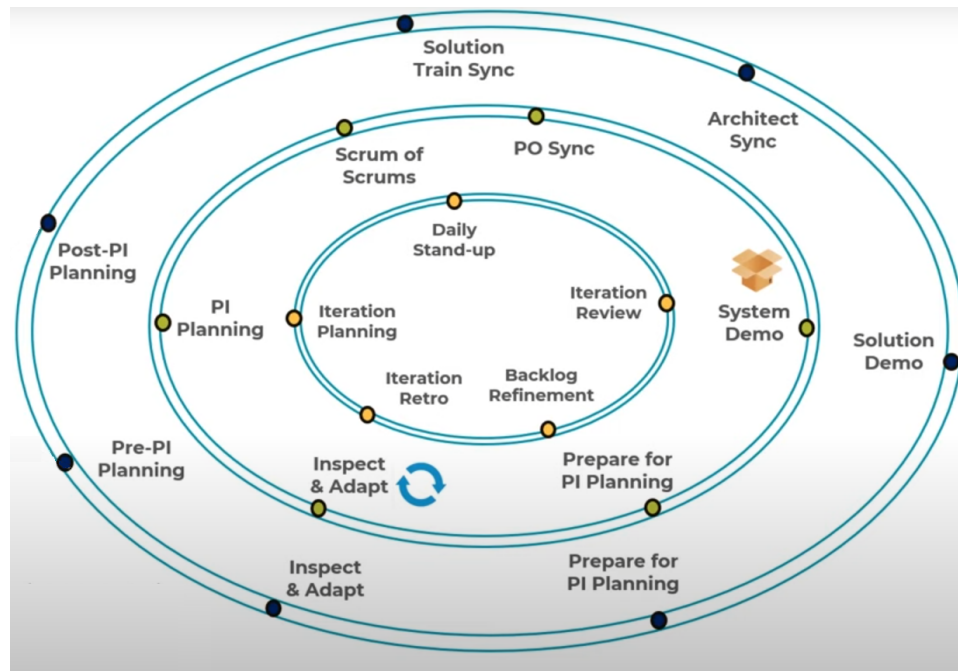 Solution
Train Sync
Architect
Sync
Scrum of
Scrums
PO Sync
Daily
Stand-up
Post-PI
Planning
PI
Planning
Iteration
Planning
Iteration
Review
System
Demo
Solution
Demo
Iteration
Retro
Backlog
Refinement
Pre-PI
Planning
Inspect
& Adapt
Prepare for
PI Planning
Inspect
& Adapt
Prepare for
PI Planning